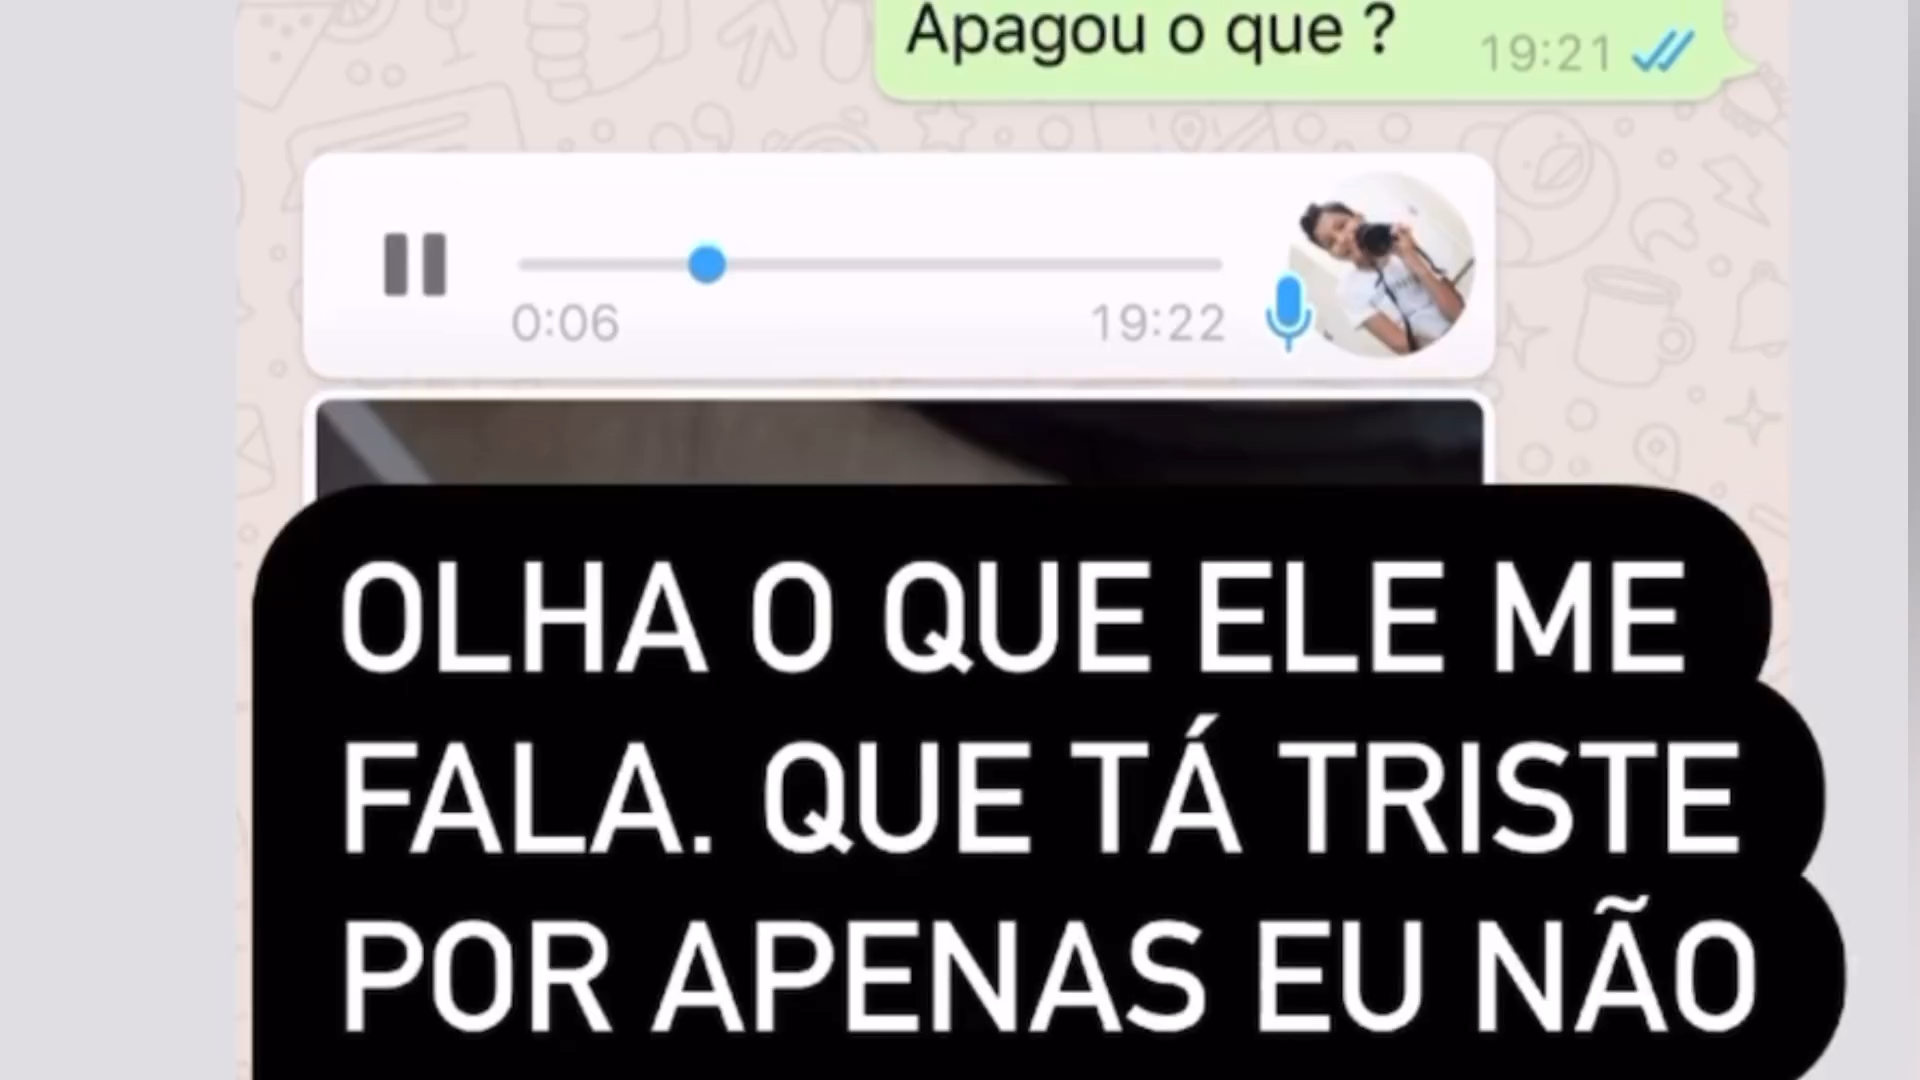 Apagou o que ?
19:21
0:06
19:22
OLHA O QUE ELE ME
FALA. QUE TÁ TRISTE
POR APENAS EU NÃO